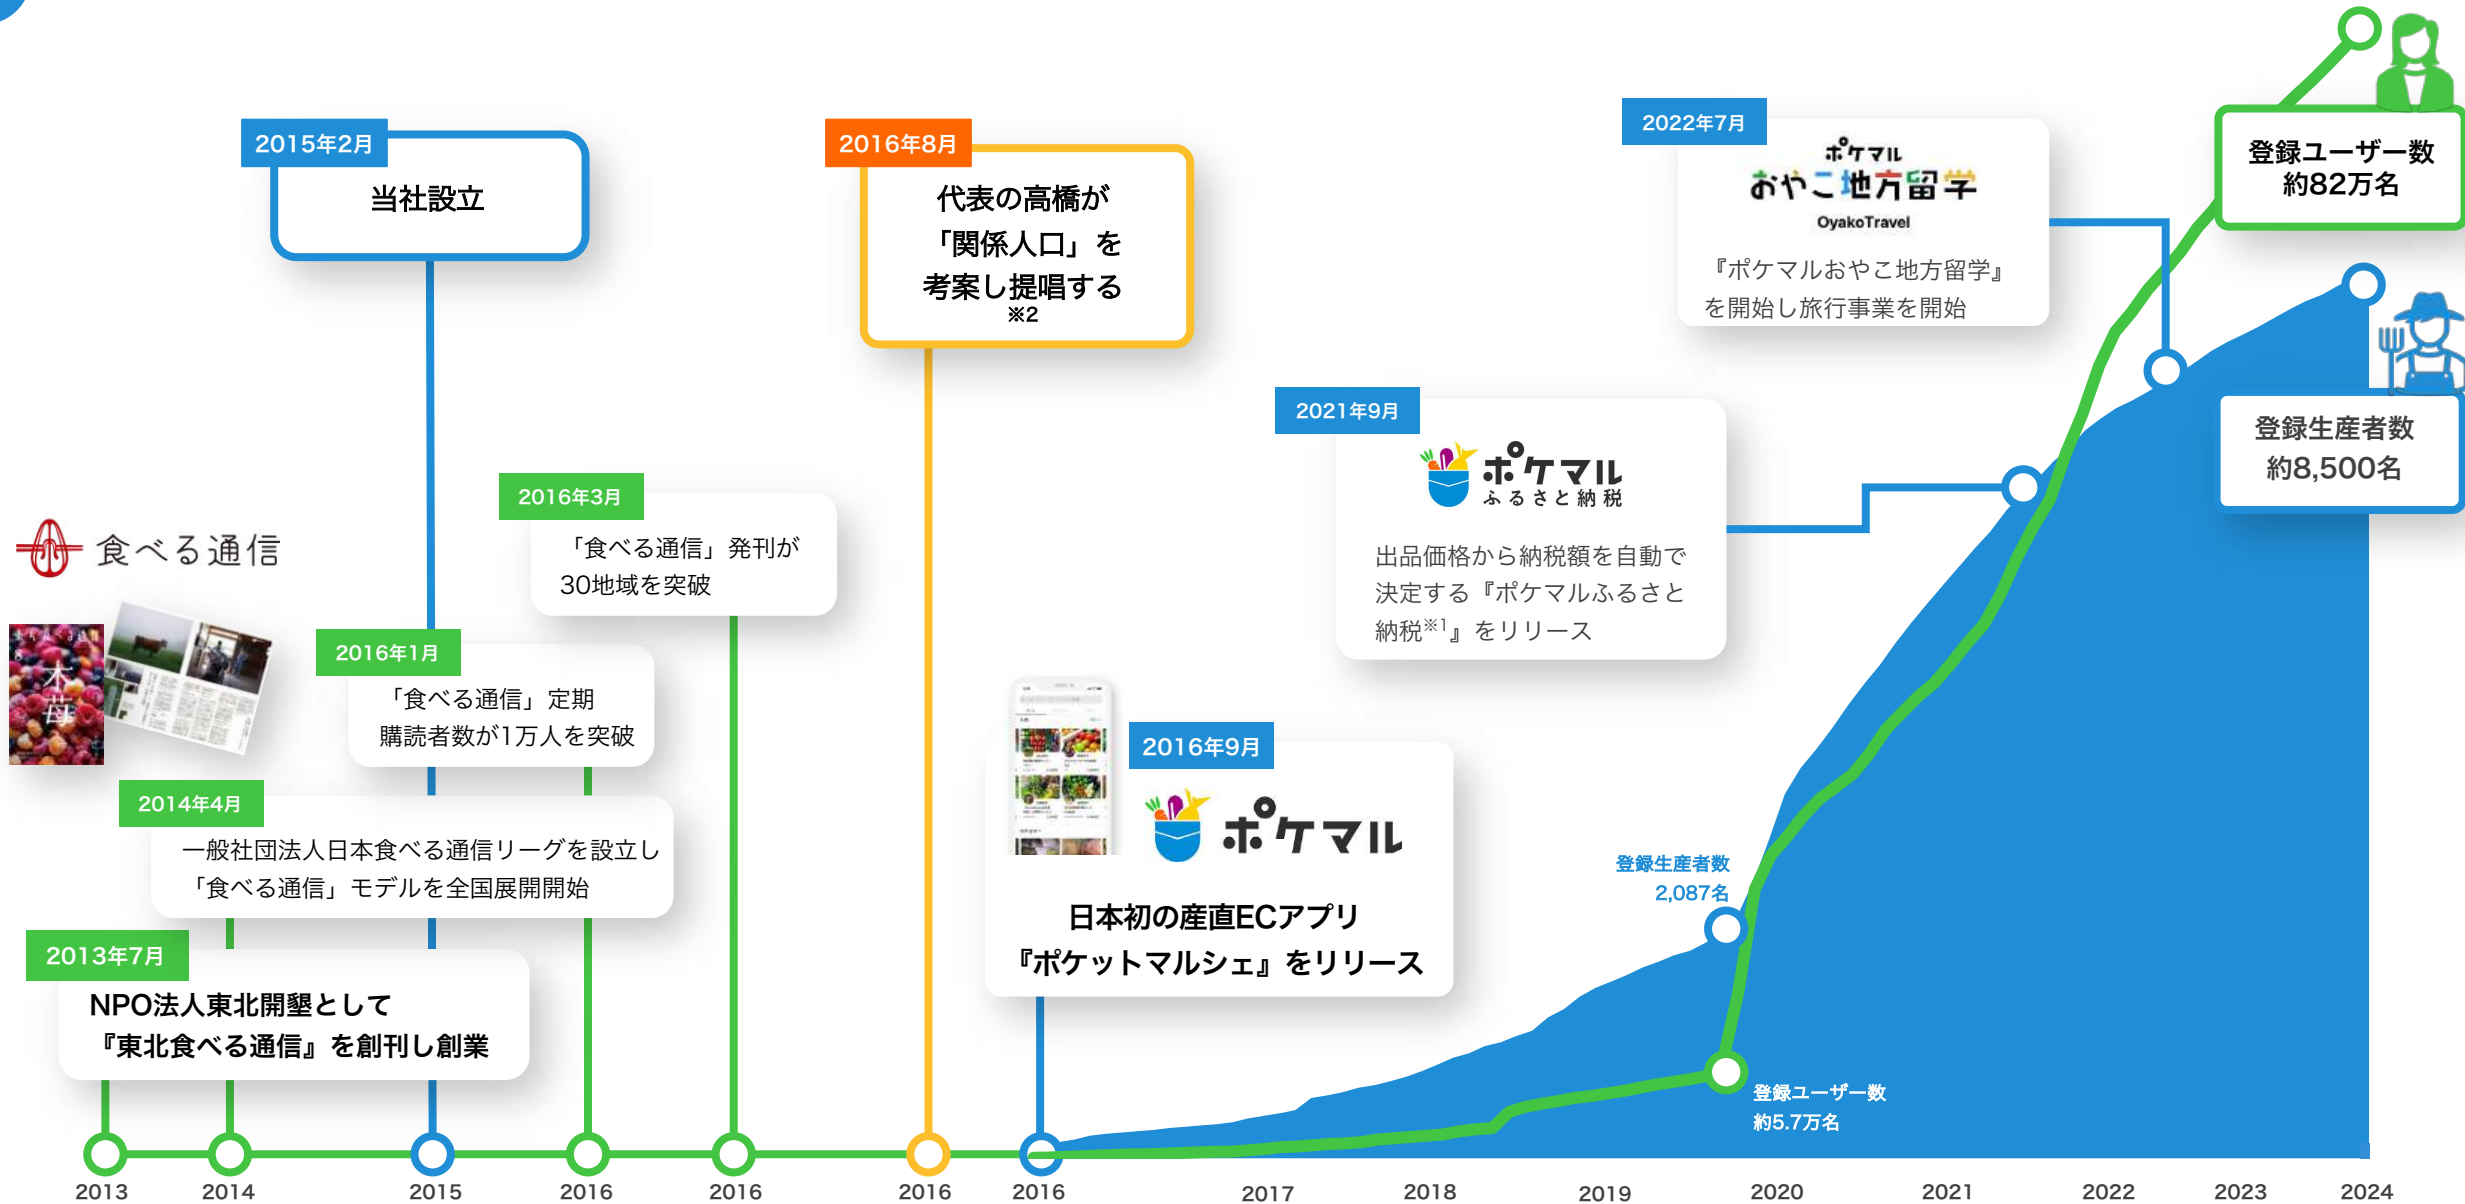 食べる通信
木苺
2013年7月
NPO法人東北開墾として
『東北食べる通信』を創刊し創業
2014年4月
一般社団法人日本食べる通信リーグを設立し
「食べる通信」モデルを全国展開開始
2015年2月
当社設立
2016年1月
「食べる通信」定期
購読者数が1万人を突破
2016年3月
「食べる通信」発刊が
30地域を突破
2016年8月
代表の高橋が
「関係人口」を
考案し提唱する
※2
2016年9月
ポケマル
日本初の産直ECアプリ
『ポケットマルシェ』をリリース
2021年9月
ポケマル
ふるさと納税
出品価格から納税額を自動で
決定する『ポケマルふるさと
納税※1』をリリース
2022年7月
ポケマル
おやこ地方留学
OyakoTravel
『ポケマルおやこ地方留学』
を開始し旅行事業を開始
登録ユーザー数
約82万名
登録生産者数
約8,500名
登録生産者数
2,087名
登録ユーザー数
約5.7万名
2013
2014
2015
2016
2016
2016
2016
2017
2018
2019
2020
2021
2022
2023
2024